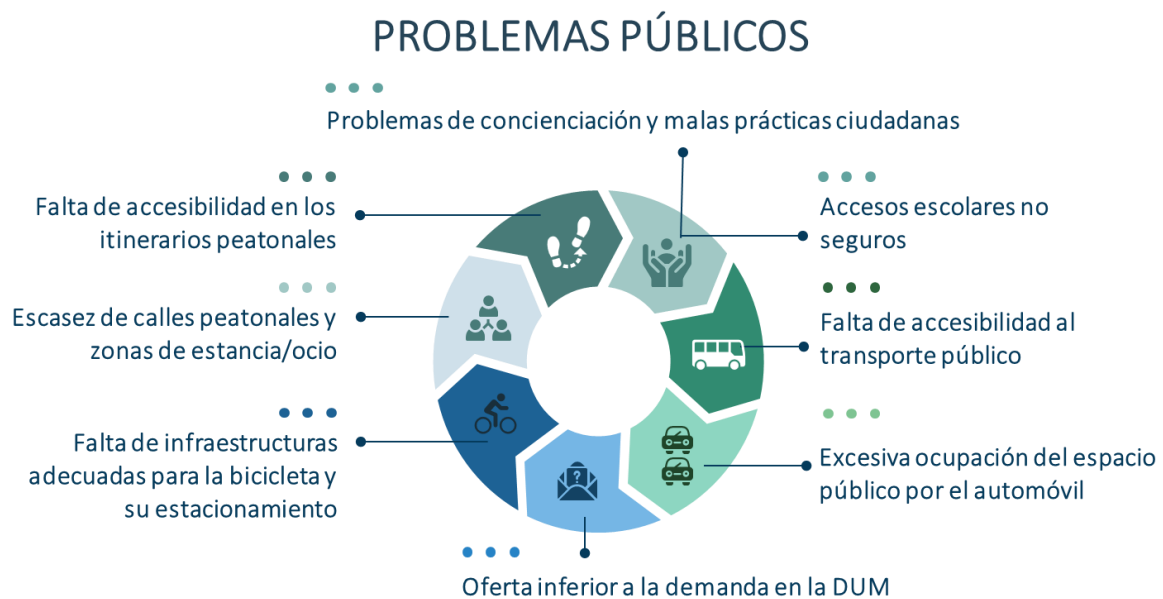 PROBLEMAS PÚBLICOS
Problemas de concienciación y malas prácticas ciudadanas
Falta de accesibilidad en los
itinerarios peatonales
Accesos escolares no
seguros
Escasez de calles peatonales y
zonas de estancia/ocio
Falta de accesibilidad al
transporte público
Falta de infraestructuras
adecuadas para la bicicleta y
su estacionamiento
Excesiva ocupación del espacio
público por el automóvil
?
Oferta inferior a la demanda en la DUM